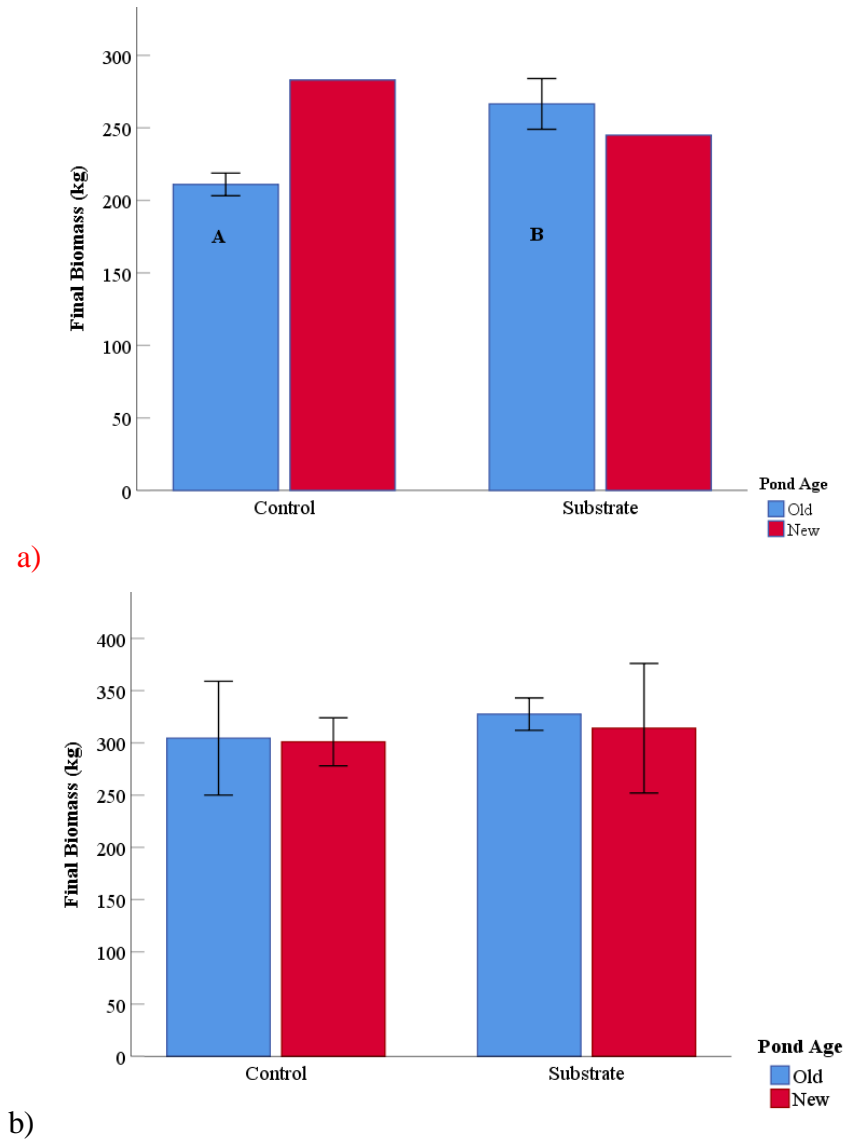 Final Biomass (kg)
300
250
200
150
100
50
0
A
B
Control
Substrate
Pond Age
Old
New
a)
Final Biomass (kg)
400
350
300
250
200
150
100
50
0
Control
Substrate
Pond Age
Old
New
b)